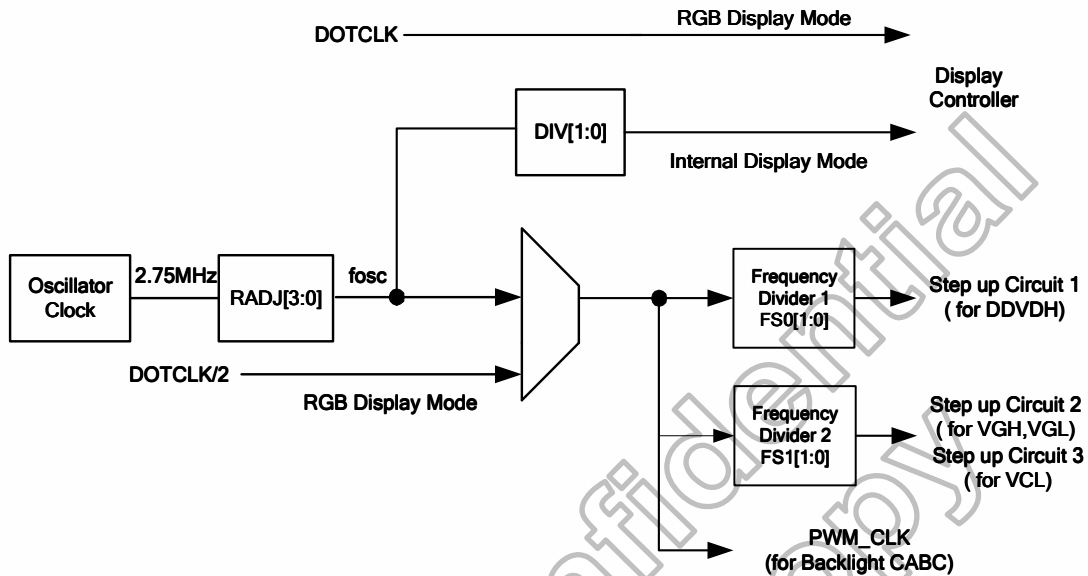 RGB Display Mode
DOTCLK
Display
Controller
DIV[1:0]
Internal Display Mode
Oscillator
Clock
2.75MHz
RADJ[3:0]
fosc
Frequency
Divider 1
FS0[1:0]
Step up Circuit 1
( for DDVDH)
DOTCLK/2
RGB Display Mode
Frequency
Divider 2
FS1[1:0]
Step up Circuit 2
( for VGH,VGL)
Step up Circuit 3
( for VCL)
PWM_CLK
(for Backlight CABC)